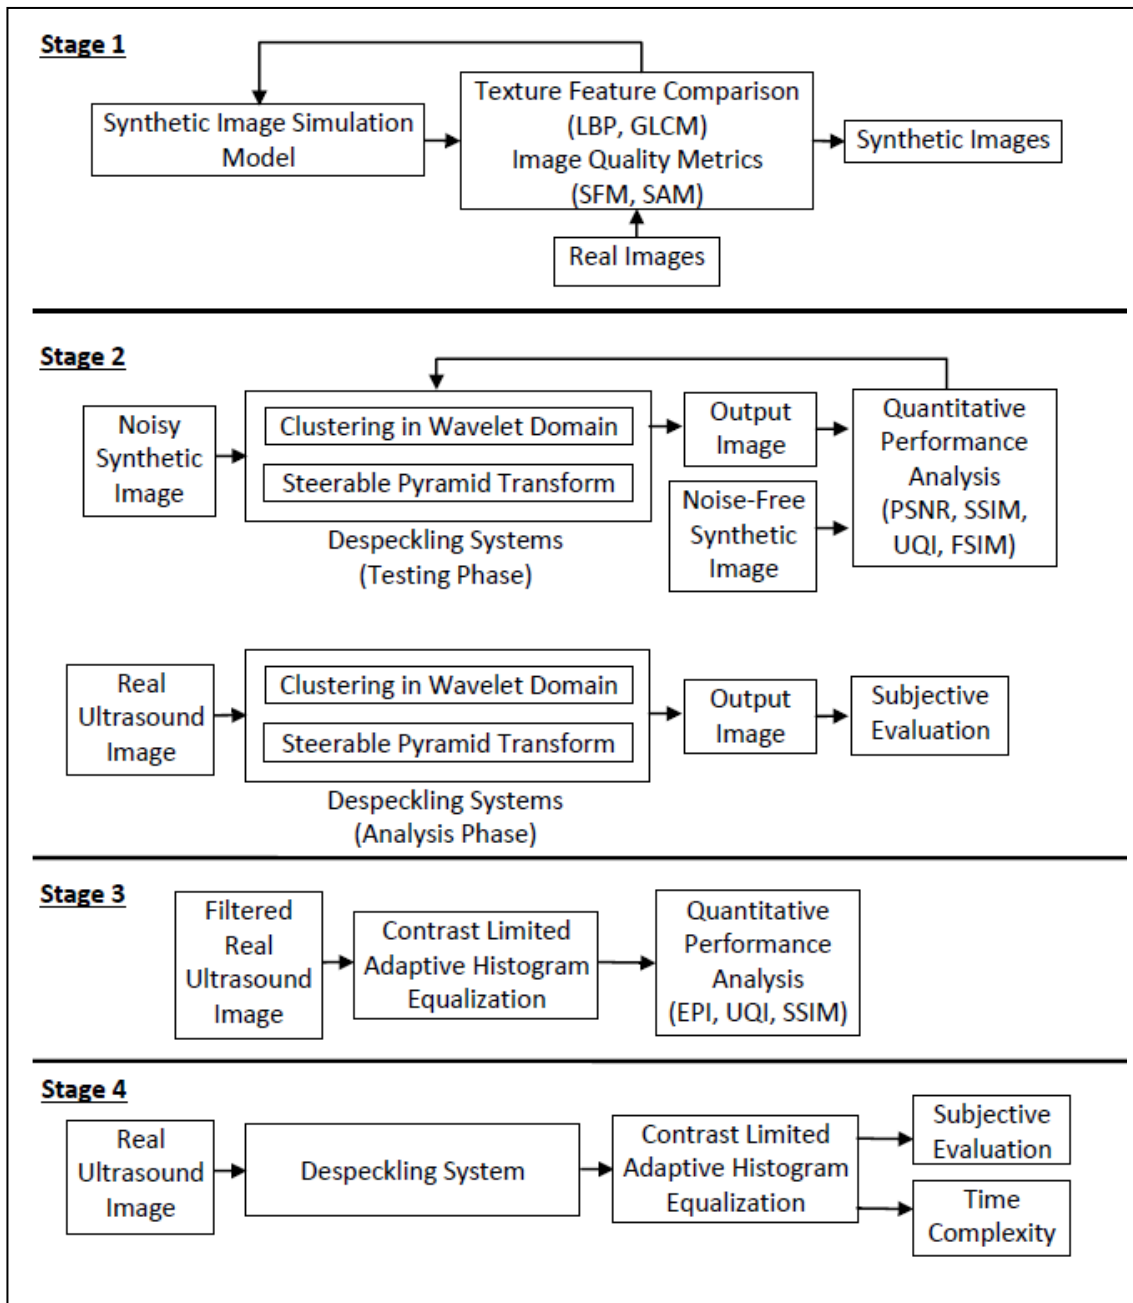 Stage 1
Synthetic Image Simulation
Model
Texture Feature Comparison
(LBP, GLCM)
Image Quality Metrics
(SFM, SAM)
Synthetic Images
Real Images
Stage 2
Noisy
Synthetic
Image
Clustering in Wavelet Domain
Steerable Pyramid Transform
Despeckling Systems
(Testing Phase)
Output
Image
Noise-Free
Synthetic
Image
Quantitative
Performance
Analysis
(PSNR, SSIM,
UQI, FSIM)
Real
Ultrasound
Image
Clustering in Wavelet Domain
Steerable Pyramid Transform
Despeckling Systems
(Analysis Phase)
Output
Image
Subjective
Evaluation
Stage 3
Filtered
Real
Ultrasound
Image
Contrast Limited
Adaptive Histogram
Equalization
Quantitative
Performance
Analysis
(EPI, UQI, SSIM)
Stage 4
Real
Ultrasound
Image
Despeckling System
Contrast Limited
Adaptive Histogram
Equalization
Subjective
Evaluation
Time
Complexity